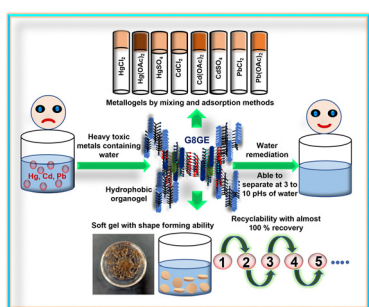 HgCl₂
Hg(OAc)₂
HgSO₄
CdCl₂
Cd(OAc)₂
CdSO₄
PbCl₂
Pb(OAc)₂
Metallogels by mixing and adsorption methods
Heavy toxic
metals containing
water
G8GE
Water
remediation
Hg, Cd, Pb
Hydrophobic
organogel
Able to
separate at 3 to
10 pHs of water
Soft gel with shape forming ability
Recyclability with almost
100 % recovery
1 2 3 4 5 ....